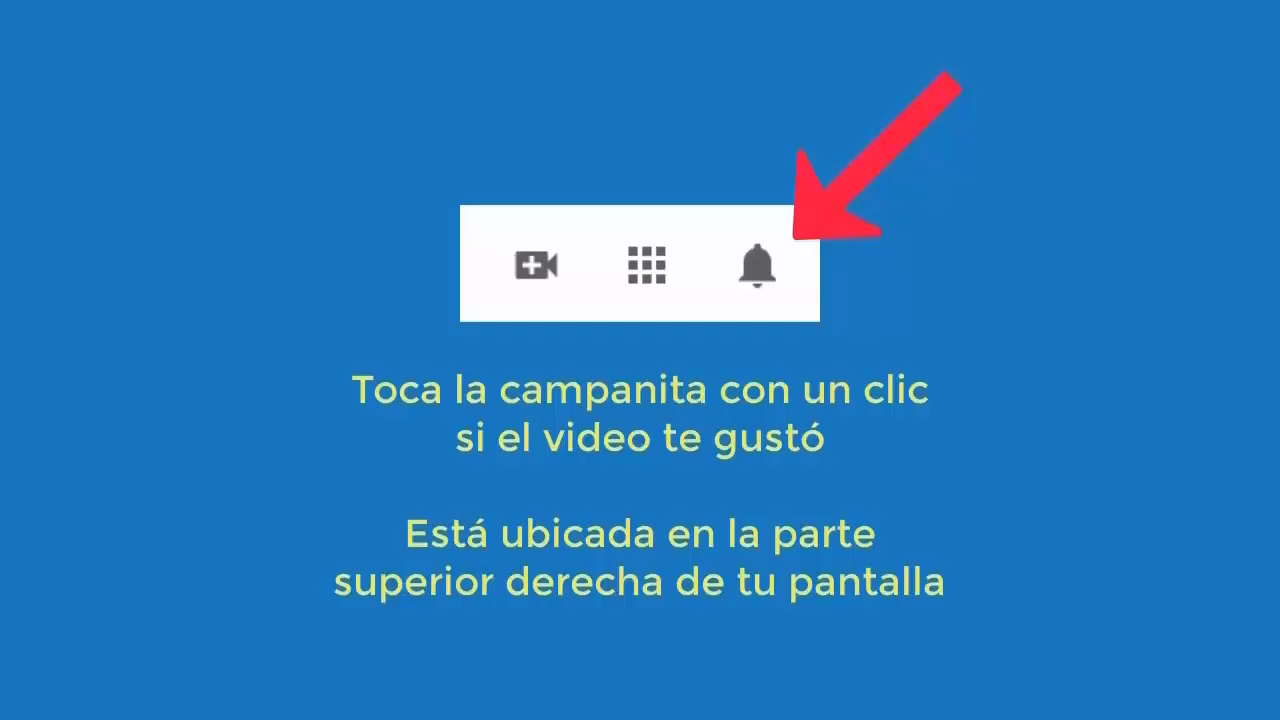 Toca la campanita con un clic
si el video te gustó
Está ubicada en la parte
superior derecha de tu pantalla